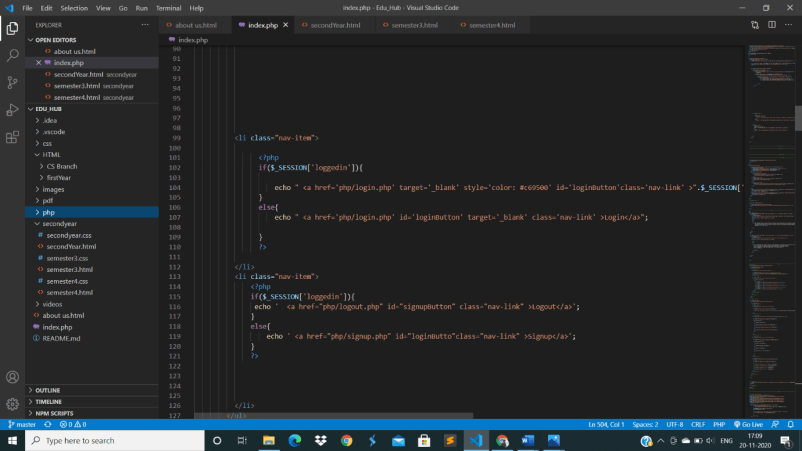 File Edit Selection View Go Run Terminal Help
index.php - Edu_Hub - Visual Studio Code
EXPLORER
OPEN EDITORS
about us.html
index.php
secondYear.html secondyear
semester3.html secondyear
semester4.html secondyear
EDU_HUB
.idea
.vscode
css
HTML
CS Branch
firstYear
images
pdf
php
secondyear
secondyear.css
secondYear.html
semester3.css
semester3.html
semester4.css
semester4.html
videos
about us.html
index.php
README.md
OUTLINE
TIMELINE
NPM SCRIPTS
about us.html index.php secondYear.html semester3.html semester4.html
index.php
90
91
92
93
94
95
96
97
98
99 <li class="nav-item">
100
101 <?php
102 if($_SESSION['loggedin']){
103
104 echo " <a href='php/login.php' target='_blank' style='color: #c69500' id='loginButton'class='nav-link' >".$_SESSION['
105 }
106 else{
107 echo " <a href='php/login.php' id='loginButton' target='_blank' class='nav-link' >Login</a>";
108
109 }
110 ?>
111
112 </li>
113 <li class="nav-item">
114 <?php
115 if($_SESSION['loggedin']){
116 echo '  <a href="php/logout.php" id="signupButton" class="nav-link" >Logout</a>';
117 }
118 else{
119 echo ' <a href="php/signup.php" id="loginButto"class="nav-link" >Signup</a>';
120 }
121 ?>
122
123
124
125
126 </li>
127 </ul>
master 0 0 Ln 504, Col 1 Spaces: 2 UTF-8 CRLF PHP Go Live
Type here to search
ENG
17:09
20-11-2020